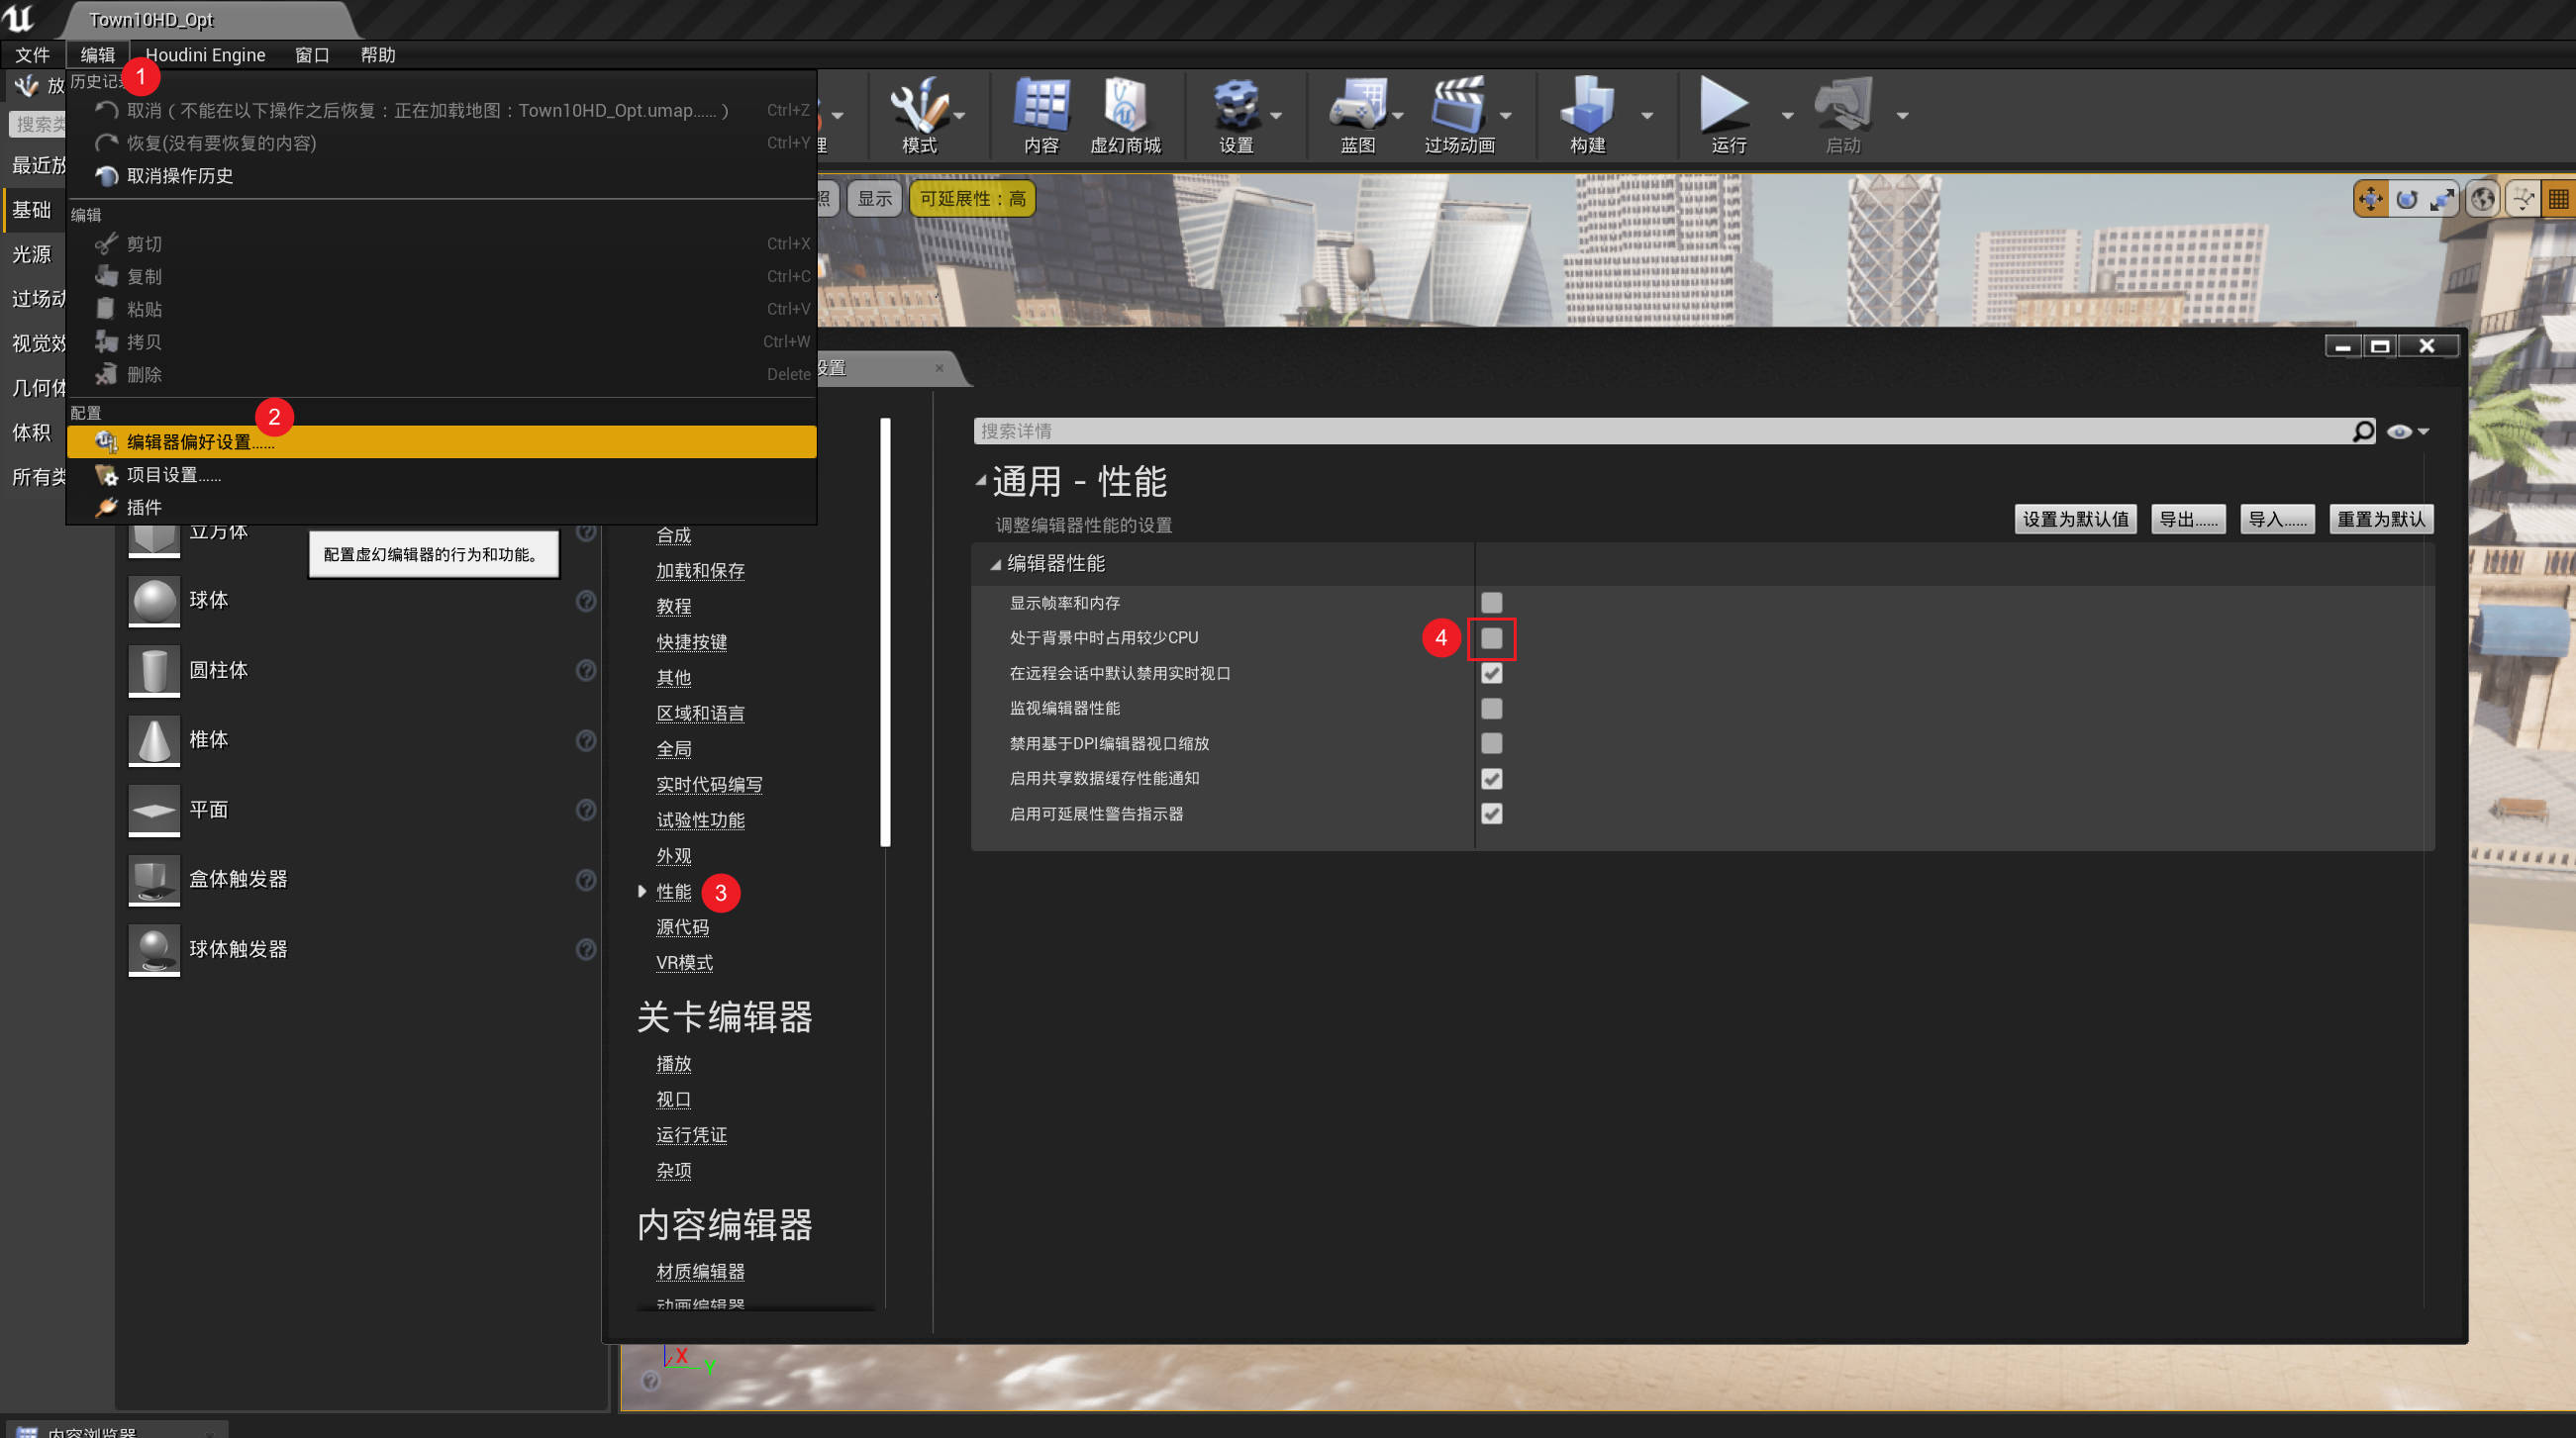 Town10HD_Opt
文件 编辑 Houdini Engine 窗口 帮助
1
历史记
取消（不能在以下操作之后恢复：正在加载地图：Town10HD_Opt.umap......） Ctrl+Z
恢复(没有要恢复的内容) Ctrl+Y
取消操作历史
编辑
剪切 Ctrl+X
复制 Ctrl+C
粘贴 Ctrl+V
拷贝 Ctrl+W
删除 Delete
配置
2
编辑器偏好设置......
项目设置......
插件
配置虚幻编辑器的行为和功能。
放
搜索类
最近放
基础
光源
过场动
视觉效
几何体
体积
所有类
理
模式
内容
虚幻商城
设置
蓝图
过场动画
构建
运行
启动
照
显示
可延展性：高
立方体
球体
圆柱体
椎体
平面
盒体触发器
球体触发器
设置
合成
加载和保存
教程
快捷按键
其他
区域和语言
全局
实时代码编写
试验性功能
外观
性能
3
源代码
VR模式
关卡编辑器
播放
视口
运行凭证
杂项
内容编辑器
材质编辑器
动画编辑器
搜索详情
通用 - 性能
调整编辑器性能的设置
设置为默认值 导出...... 导入...... 重置为默认
编辑器性能
显示帧率和内存
处于背景中时占用较少CPU
4
在远程会话中默认禁用实时视口
监视编辑器性能
禁用基于DPI编辑器视口缩放
启用共享数据缓存性能通知
启用可延展性警告指示器
X
Y
内容浏览器